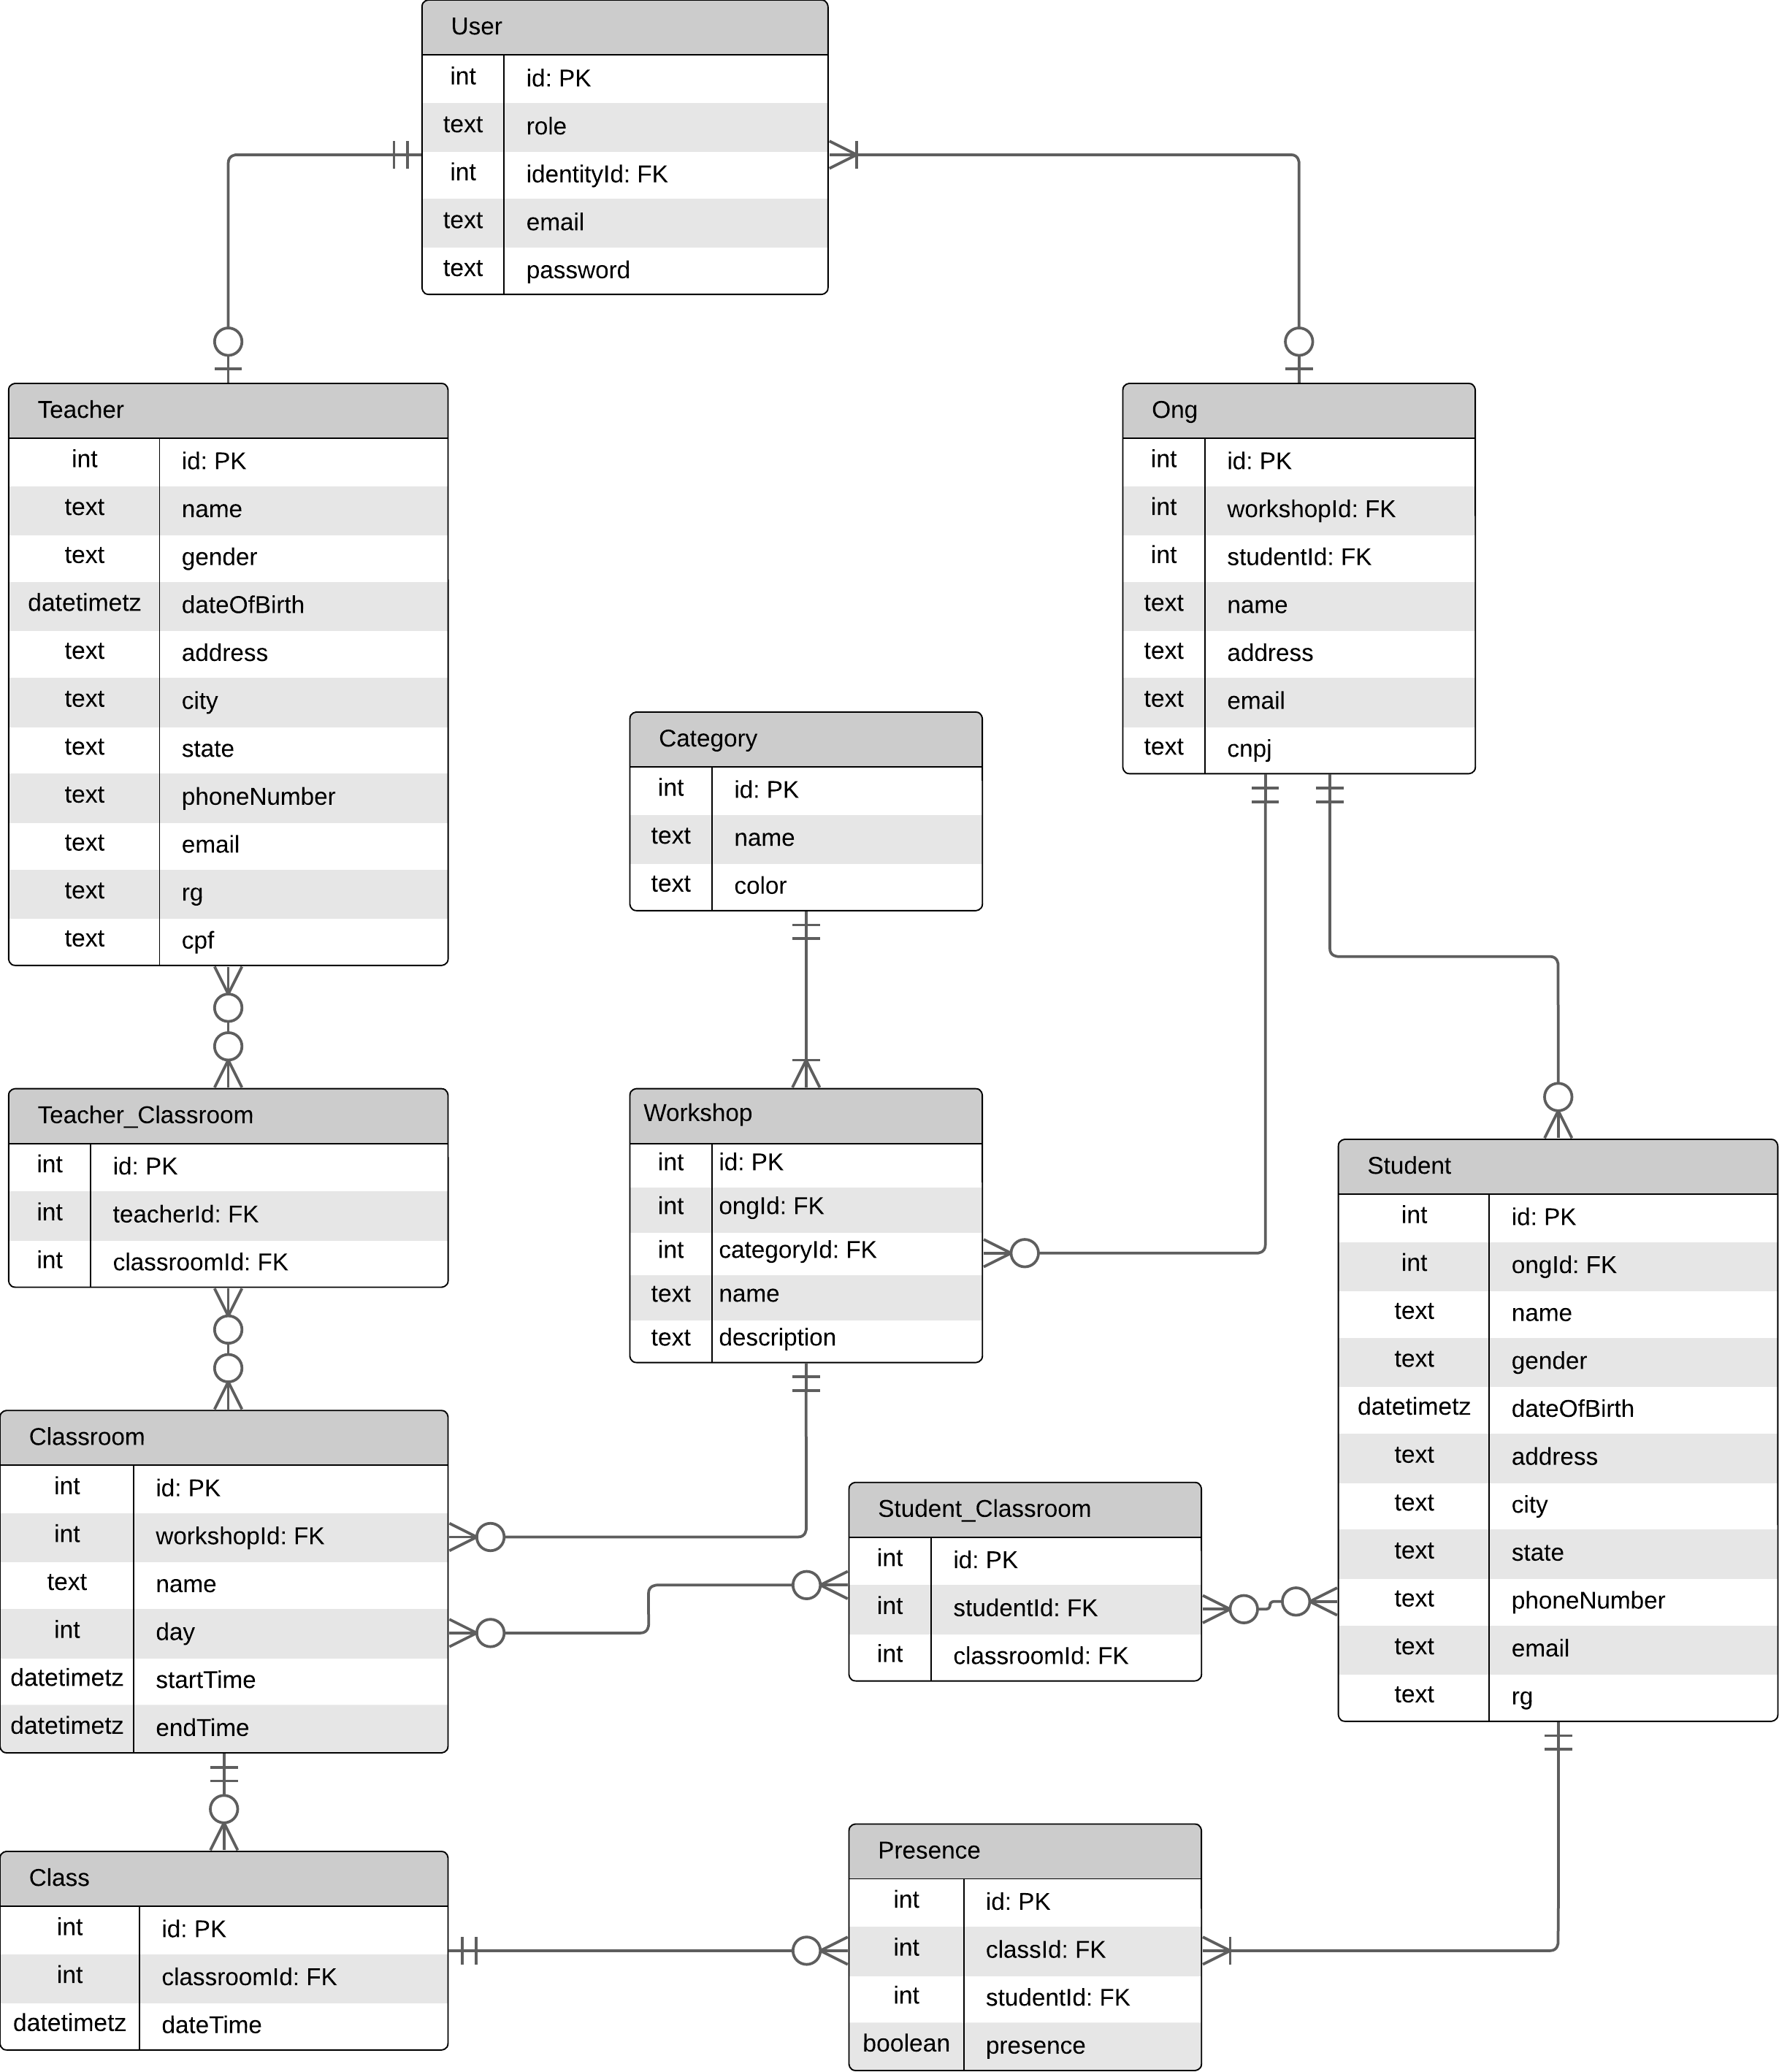 User
int id: PK
text role
int identityId: FK
text email
text password
Teacher
int id: PK
text name
text gender
datetimetz dateOfBirth
text address
text city
text state
text phoneNumber
text email
text rg
text cpf
Ong
int id: PK
int workshopId: FK
int studentId: FK
text name
text address
text email
text cnpj
Category
int id: PK
text name
text color
Teacher_Classroom
int id: PK
int teacherId: FK
int classroomId: FK
Workshop
int id: PK
int ongId: FK
int categoryId: FK
text name
text description
Student
int id: PK
int ongId: FK
text name
text gender
datetimetz dateOfBirth
text address
text city
text state
text phoneNumber
text email
text rg
Classroom
int id: PK
int workshopId: FK
text name
int day
datetimetz startTime
datetimetz endTime
Student_Classroom
int id: PK
int studentId: FK
int classroomId: FK
Class
int id: PK
int classroomId: FK
datetimetz dateTime
Presence
int id: PK
int classId: FK
int studentId: FK
boolean presence